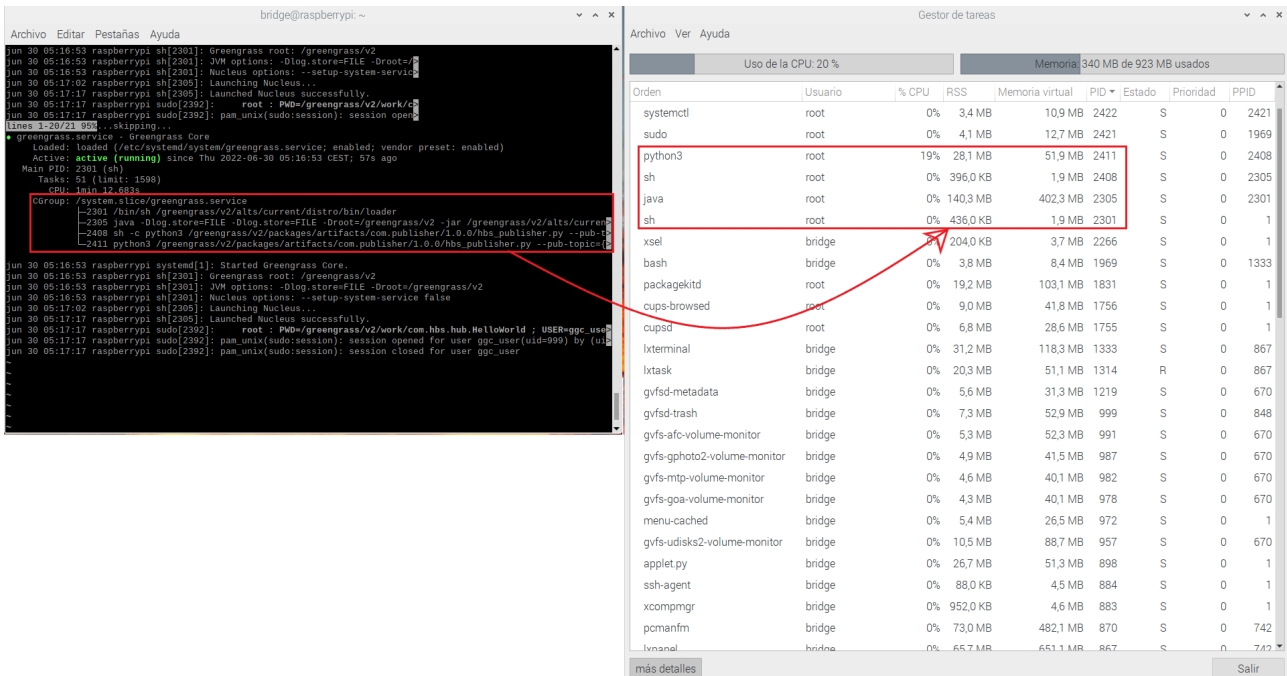 bridge@raspberrypi: ~
Archivo Editar Pestañas Ayuda
jun 30 05:16:53 raspberrypi sh[2301]: Greengrass root: /greengrass/v2
jun 30 05:16:53 raspberrypi sh[2301]: JVM options: -Dlog.store=FILE -Droot=/>
jun 30 05:16:53 raspberrypi sh[2301]: Nucleus options: --setup-system-servic>
jun 30 05:17:02 raspberrypi sh[2305]: Launching Nucleus...
jun 30 05:17:17 raspberrypi sh[2305]: Launched Nucleus successfully.
jun 30 05:17:17 raspberrypi sudo[2392]: root : PWD=/greengrass/v2/work/c>
jun 30 05:17:17 raspberrypi sudo[2392]: pam_unix(sudo:session): session open>
lines 1-20/21 95%...skipping...
● greengrass.service - Greengrass Core
Loaded: loaded (/etc/systemd/system/greengrass.service; enabled; vendor preset: enabled)
Active: active (running) since Thu 2022-06-30 05:16:53 CEST; 57s ago
Main PID: 2301 (sh)
Tasks: 51 (limit: 1598)
CPU: 1min 12.683s
CGroup: /system.slice/greengrass.service
├─2301 /bin/sh /greengrass/v2/alts/current/distro/bin/loader
├─2305 java -Dlog.store=FILE -Dlog.store=FILE -Droot=/greengrass/v2 -jar /greengrass/v2/alts/curren>
├─2408 sh -c python3 /greengrass/v2/packages/artifacts/com.publisher/1.0.0/hbs_publisher.py --pub-t>
└─2411 python3 /greengrass/v2/packages/artifacts/com.publisher/1.0.0/hbs_publisher.py --pub-topic={>
jun 30 05:16:53 raspberrypi systemd[1]: Started Greengrass Core.
jun 30 05:16:53 raspberrypi sh[2301]: Greengrass root: /greengrass/v2
jun 30 05:16:53 raspberrypi sh[2301]: JVM options: -Dlog.store=FILE -Droot=/greengrass/v2
jun 30 05:16:53 raspberrypi sh[2301]: Nucleus options: --setup-system-service false
jun 30 05:17:02 raspberrypi sh[2305]: Launching Nucleus...
jun 30 05:17:17 raspberrypi sh[2305]: Launched Nucleus successfully.
jun 30 05:17:17 raspberrypi sudo[2392]: root : PWD=/greengrass/v2/work/com.hbs.hub.HelloWorld ; USER=ggc_use>
jun 30 05:17:17 raspberrypi sudo[2392]: pam_unix(sudo:session): session opened for user ggc_user(uid=999) by (ui>
jun 30 05:17:17 raspberrypi sudo[2392]: pam_unix(sudo:session): session closed for user ggc_user
~
~
~
~
~
~
Gestor de tareas
Archivo Ver Ayuda
Uso de la CPU: 20 % Memoria: 340 MB de 923 MB usados
Orden Usuario % CPU RSS Memoria virtual PID Estado Prioridad PPID
systemctl root 0% 3,4 MB 10,9 MB 2422 S 0 2421
sudo root 0% 4,1 MB 12,7 MB 2421 S 0 1969
python3 root 19% 28,1 MB 51,9 MB 2411 S 0 2408
sh root 0% 396,0 KB 1,9 MB 2408 S 0 2305
java root 0% 140,3 MB 402,3 MB 2305 S 0 2301
sh root 0% 436,0 KB 1,9 MB 2301 S 0 1
xsel bridge 0% 204,0 KB 3,7 MB 2266 S 0 1
bash bridge 0% 3,8 MB 8,4 MB 1969 S 0 1333
packagekitd root 0% 19,2 MB 103,1 MB 1831 S 0 1
cups-browsed root 0% 9,0 MB 41,8 MB 1756 S 0 1
cupsd root 0% 6,8 MB 28,6 MB 1755 S 0 1
lxterminal bridge 0% 31,2 MB 118,3 MB 1333 S 0 867
lxtask bridge 0% 20,3 MB 51,1 MB 1314 R 0 867
gvfsd-metadata bridge 0% 5,6 MB 31,3 MB 1219 S 0 670
gvfsd-trash bridge 0% 7,3 MB 52,9 MB 999 S 0 848
gvfs-afc-volume-monitor bridge 0% 5,3 MB 52,3 MB 991 S 0 670
gvfs-gphoto2-volume-monitor bridge 0% 4,9 MB 41,5 MB 987 S 0 670
gvfs-mtp-volume-monitor bridge 0% 4,6 MB 40,1 MB 982 S 0 670
gvfs-goa-volume-monitor bridge 0% 4,3 MB 40,1 MB 978 S 0 670
menu-cached bridge 0% 5,4 MB 26,5 MB 972 S 0 1
gvfs-udisks2-volume-monitor bridge 0% 10,5 MB 88,7 MB 957 S 0 670
applet.py bridge 0% 26,7 MB 51,3 MB 898 S 0 1
ssh-agent bridge 0% 88,0 KB 4,5 MB 884 S 0 1
xcompmgr bridge 0% 952,0 KB 4,6 MB 883 S 0 1
pcmanfm bridge 0% 73,0 MB 482,1 MB 870 S 0 742
lxpanel bridge 0% 65,7 MB 651,1 MB 867 S 0 742
más detalles Salir